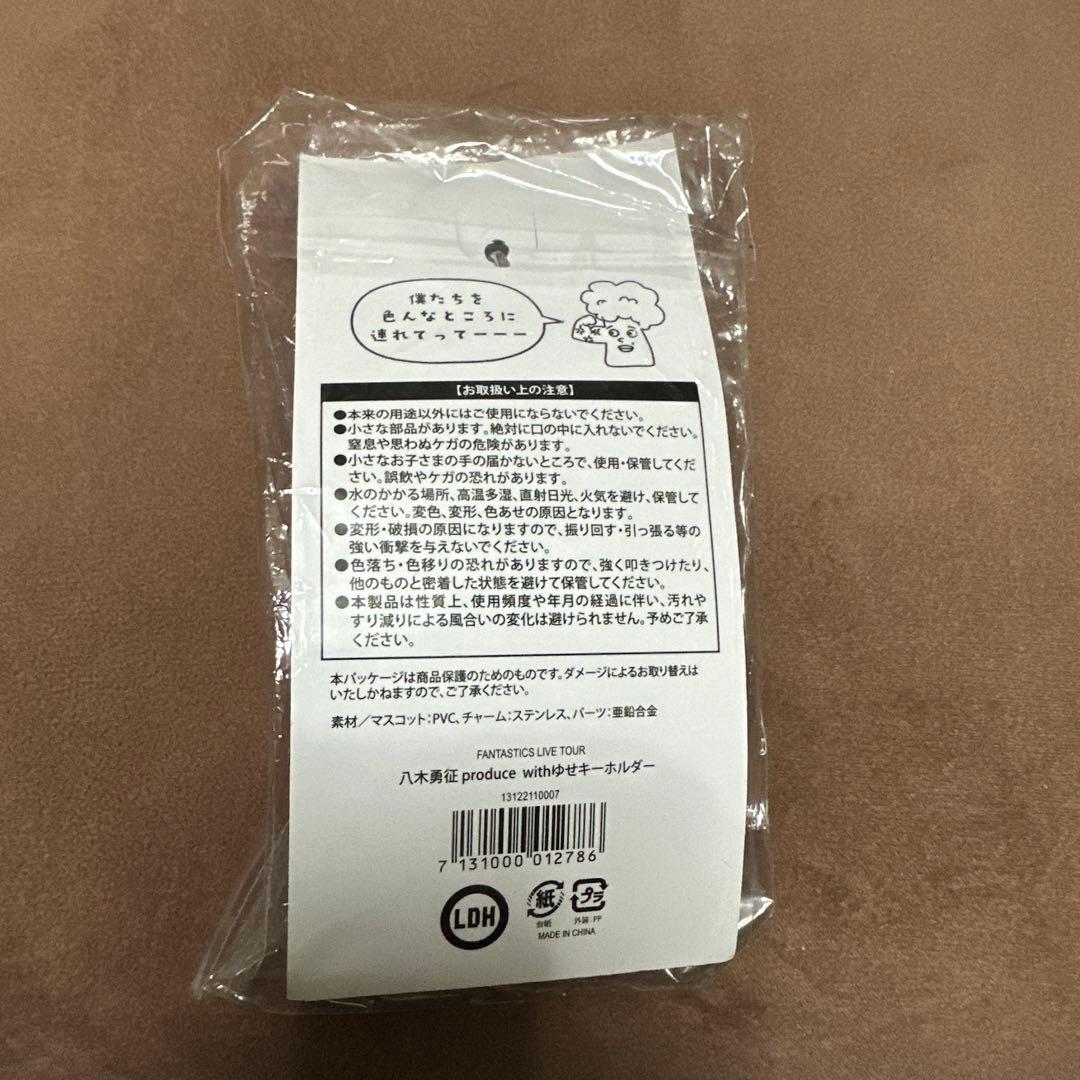 僕たちを
色んなところに
連れてってーーー
【お取扱い上の注意】
●本来の用途以外にはご使用にならないでください。
●小さな部品があります。絶対に口の中に入れないでください。
窒息や思わぬケガの危険があります。
●小さなお子さまの手の届かないところで、使用・保管してくだ
さい。誤飲やケガの恐れがあります。
●水のかかる場所、高温多湿、直射日光、火気を避け、保管して
ください。変色、変形、色あせの原因となります。
●変形・破損の原因になりますので、振り回す・引っ張る等の
強い衝撃を与えないでください。
●色落ち・色移りの恐れがありますので、強く叩きつけたり、
他のものと密着した状態を避けて保管してください。
●本製品は性質上、使用頻度や年月の経過に伴い、汚れや
すり減りによる風合いの変化は避けられません。予めご了承
ください。
本パッケージは商品保護のためのものです。ダメージによるお取り替えは
いたしかねますので、ご了承ください。
素材／マスコット:PVC、チャーム:ステンレス、パーツ:亜鉛合金
FANTASTICS LIVE TOUR
八木勇征 produce withゆせキーホルダー
13122110007
7 131000 012786
LDH 紙 プラ
台紙 外装:PP
MADE IN CHINA